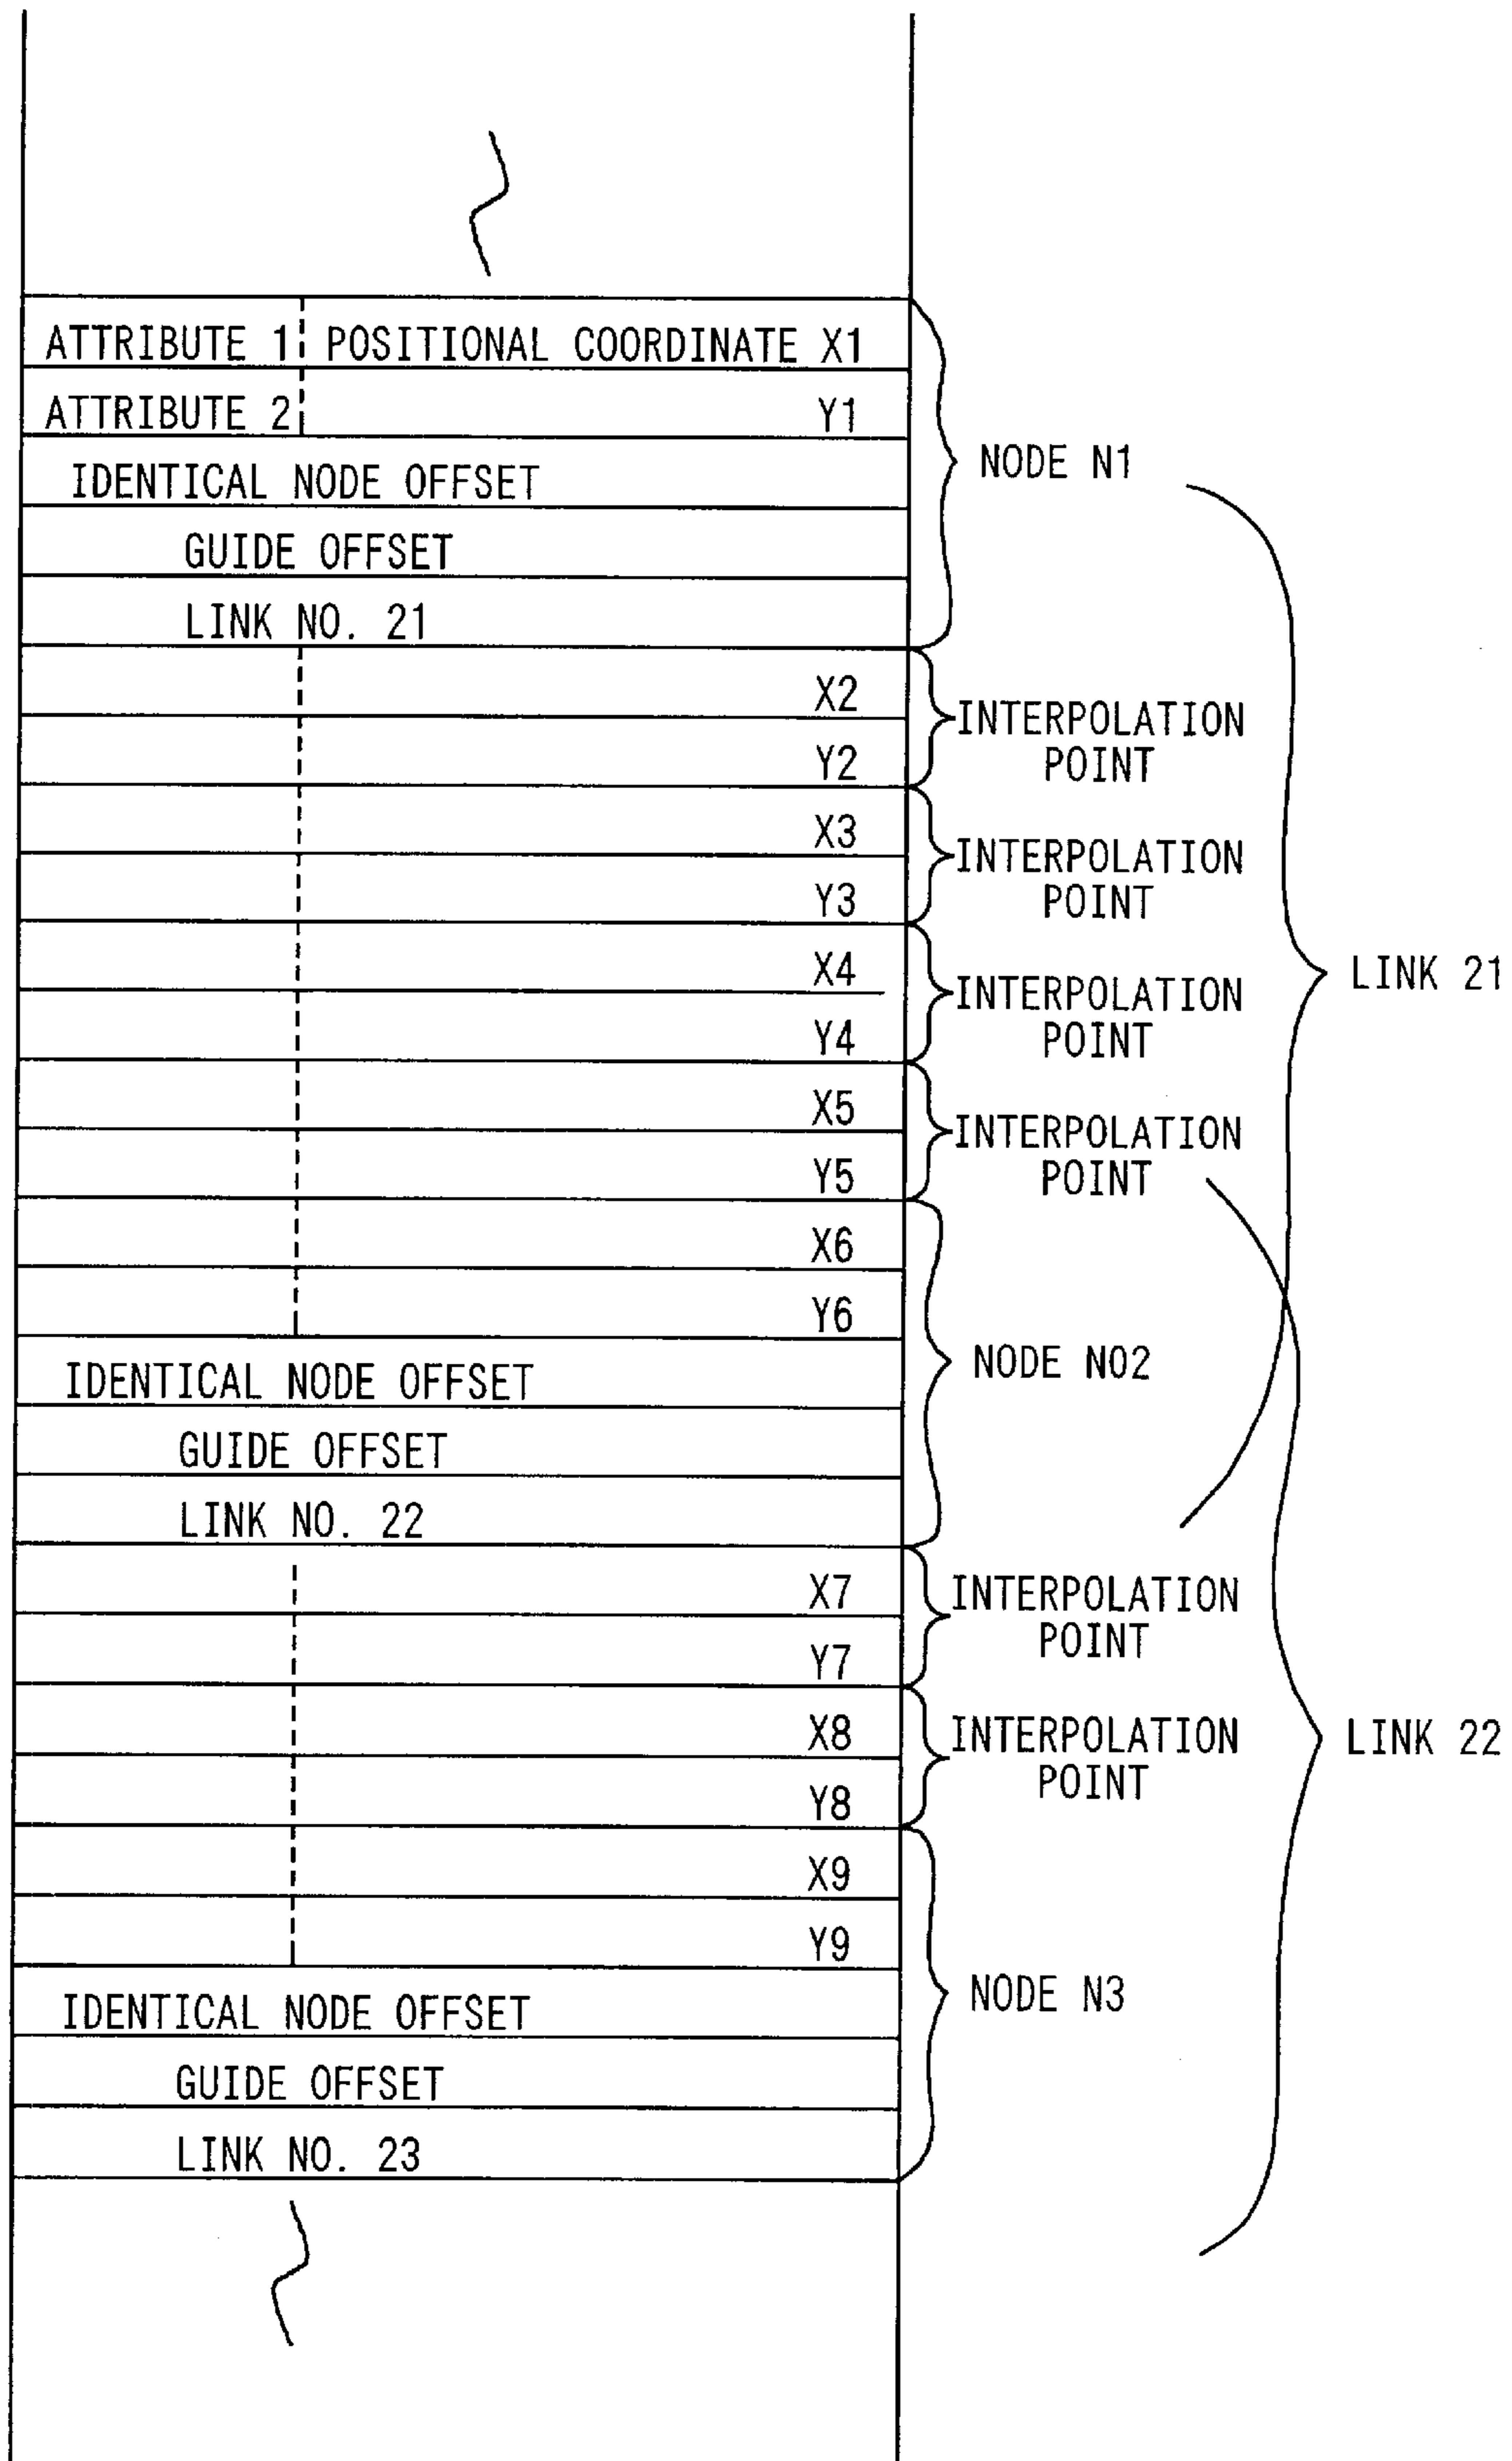 ATTRIBUTE 1 POSITIONAL COORDINATE X1
ATTRIBUTE 2 Y1
IDENTICAL NODE OFFSET
GUIDE OFFSET
LINK NO. 21
NODE N1
X2
Y2
INTERPOLATION
POINT
X3
Y3
INTERPOLATION
POINT
X4
Y4
INTERPOLATION
POINT
X5
Y5
INTERPOLATION
POINT
LINK 21
X6
Y6
IDENTICAL NODE OFFSET
GUIDE OFFSET
LINK NO. 22
NODE N02
X7
Y7
INTERPOLATION
POINT
X8
Y8
INTERPOLATION
POINT
LINK 22
X9
Y9
IDENTICAL NODE OFFSET
GUIDE OFFSET
LINK NO. 23
NODE N3